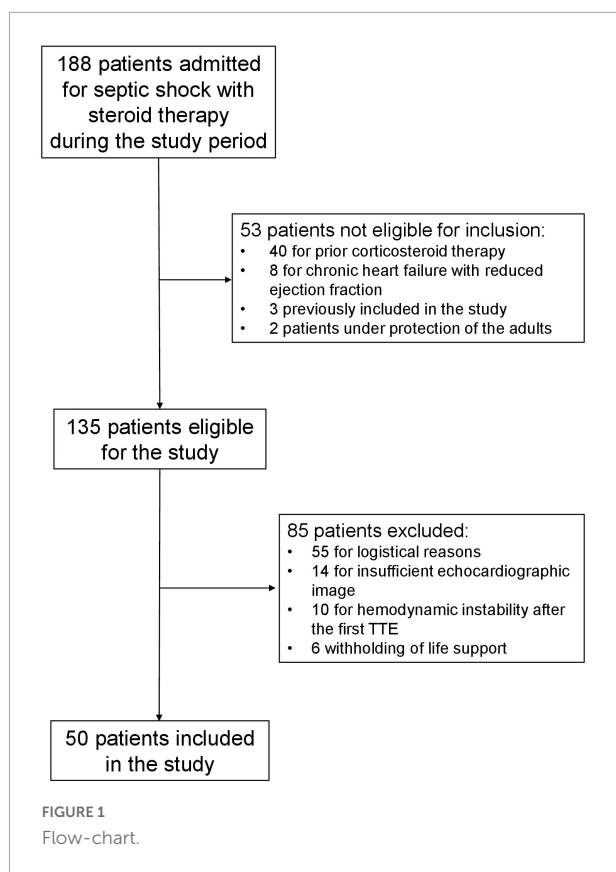 188 patients admitted
for septic shock with
steroid therapy
during the study period
53 patients not eligible for inclusion:
• 40 for prior corticosteroid therapy
• 8 for chronic heart failure with reduced
ejection fraction
• 3 previously included in the study
• 2 patients under protection of the adults
135 patients eligible
for the study
85 patients excluded:
• 55 for logistical reasons
• 14 for insufficient echocardiographic
image
• 10 for hemodynamic instability after
the first TTE
• 6 withholding of life support
50 patients included
in the study
FIGURE 1
Flow-chart.